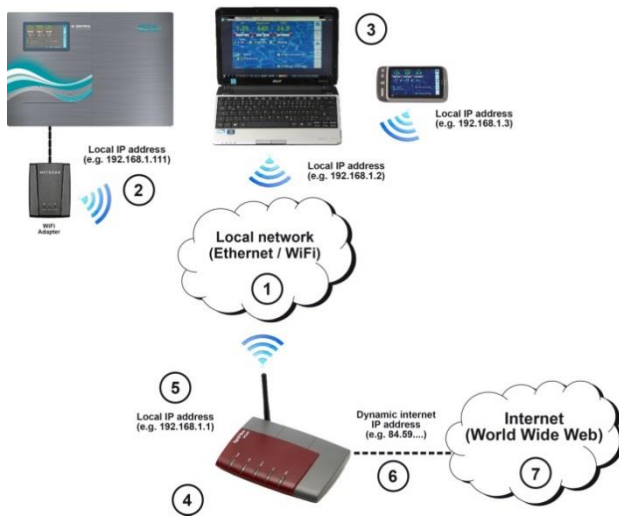 3
Local IP address
(e.g. 192.168.1.3)
Local IP address
(e.g. 192.168.1.111)
2
NETGEAR
WiFi
Adapter
Local IP address
(e.g. 192.168.1.2)
Local network
(Ethernet / WiFi)
1
5
Local IP address
(e.g. 192.168.1.1)
Dynamic internet
IP address
(e.g. 84.59....)
Internet
(World Wide Web)
6
7
4